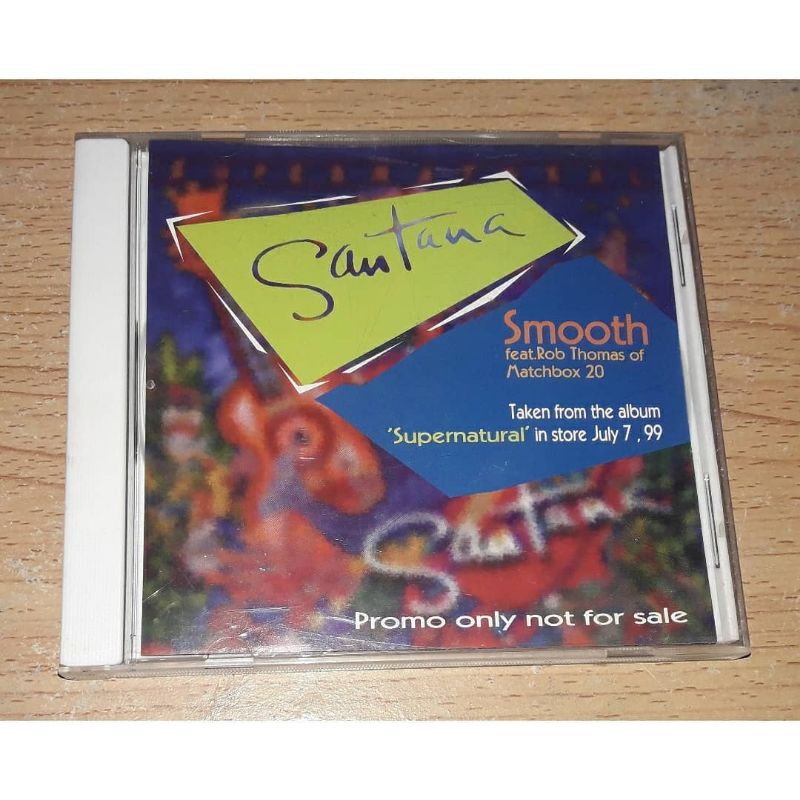 SUPERNATURAL
Santana
Smooth
feat.Rob Thomas of
Matchbox 20
Taken from the album
'Supernatural' in store July 7 , 99
Santana
Promo only not for sale